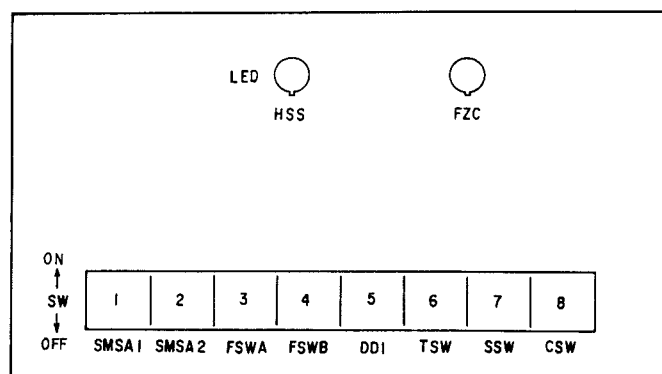 LED
HSS FZC
ON
SW 1 2 3 4 5 6 7 8
OFF SMSA1 SMSA2 FSWA FSWB DD1 TSW SSW CSW